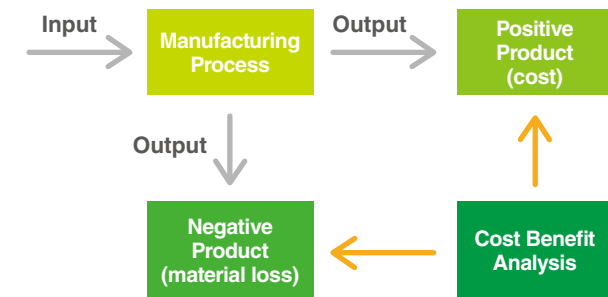 Input
Manufacturing
Process
Output
Positive
Product
(cost)
Output
Negative
Product
(material loss)
Cost Benefit
Analysis